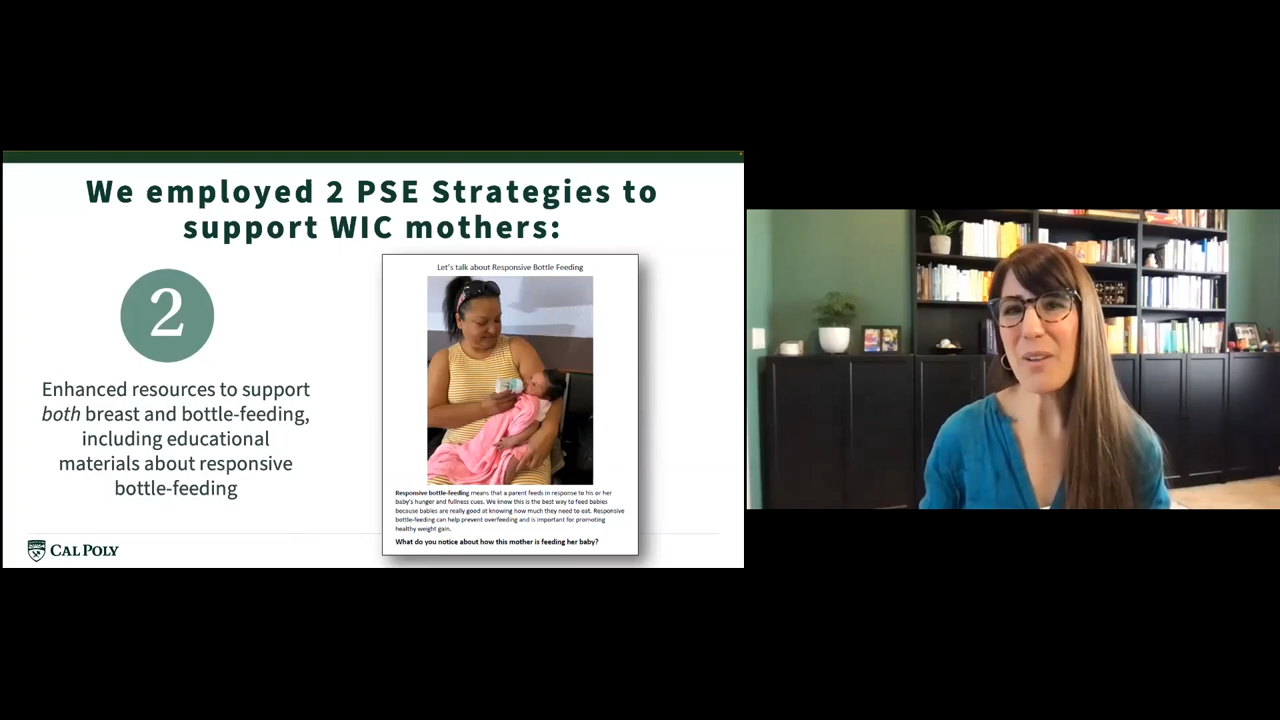 We employed 2 PSE Strategies to
support WIC mothers:
2
Enhanced resources to support
both breast and bottle-feeding,
including educational
materials about responsive
bottle-feeding
Let's talk about Responsive Bottle Feeding
Responsive bottle-feeding means that a parent feeds in response to his or her
baby's hunger and fullness cues. We know this is the best way to feed babies
because babies are really good at knowing how much they need to eat. Responsive
bottle-feeding can help prevent overfeeding and is important for promoting
healthy weight gain.
What do you notice about how this mother is feeding her baby?
CAL POLY